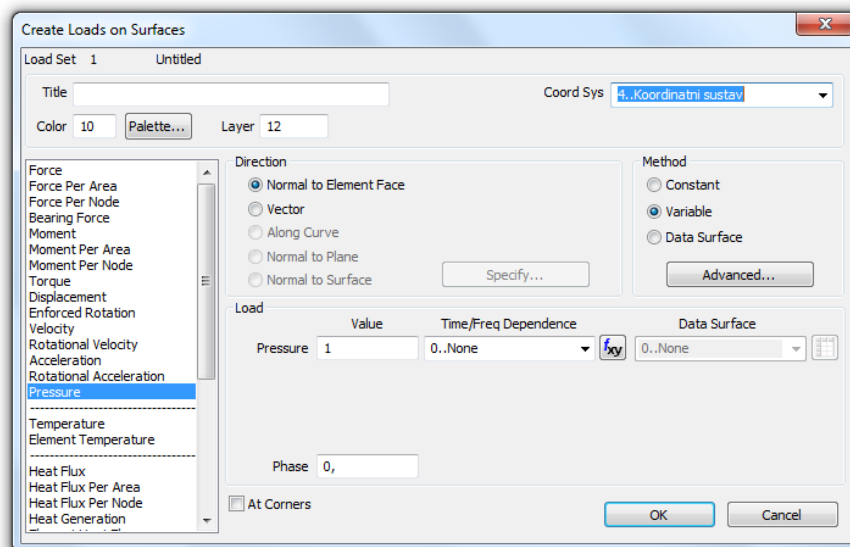 Create Loads on Surfaces
Load Set 1 Untitled
Title
Coord Sys 4..Koordinatni sustav
Color 10 Palette... Layer 12
Force
Force Per Area
Force Per Node
Bearing Force
Moment
Moment Per Area
Moment Per Node
Torque
Displacement
Enforced Rotation
Velocity
Rotational Velocity
Acceleration
Rotational Acceleration
Pressure
Temperature
Element Temperature
Heat Flux
Heat Flux Per Area
Heat Flux Per Node
Heat Generation
Direction
Normal to Element Face
Vector
Along Curve
Normal to Plane
Normal to Surface
Specify...
Method
Constant
Variable
Data Surface
Advanced...
Load
Value Time/Freq Dependence Data Surface
Pressure 1 0..None fxy 0..None
Phase 0,
At Corners
OK Cancel